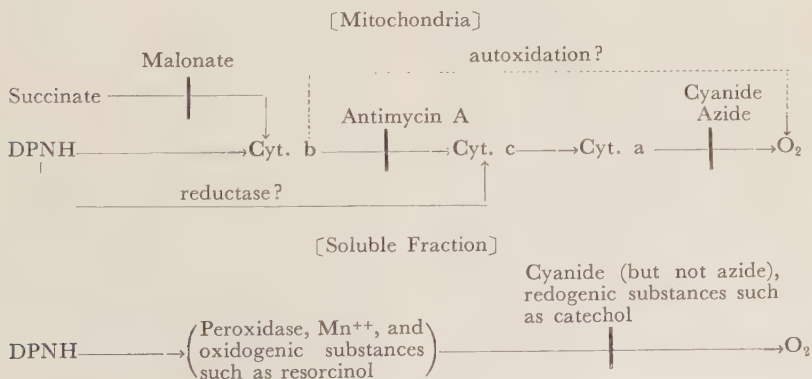 [Mitochondria]
Malonate
autoxidation?
Succinate
Antimycin A
Cyanide
Azide
DPNH Cyt. b Cyt. c Cyt. a O₂
reductase?
[Soluble Fraction]
Cyanide (but not azide),
redogenic substances such
as catechol
Peroxidase, Mn⁺⁺, and
DPNH (oxidogenic substances) O₂
such as resorcinol